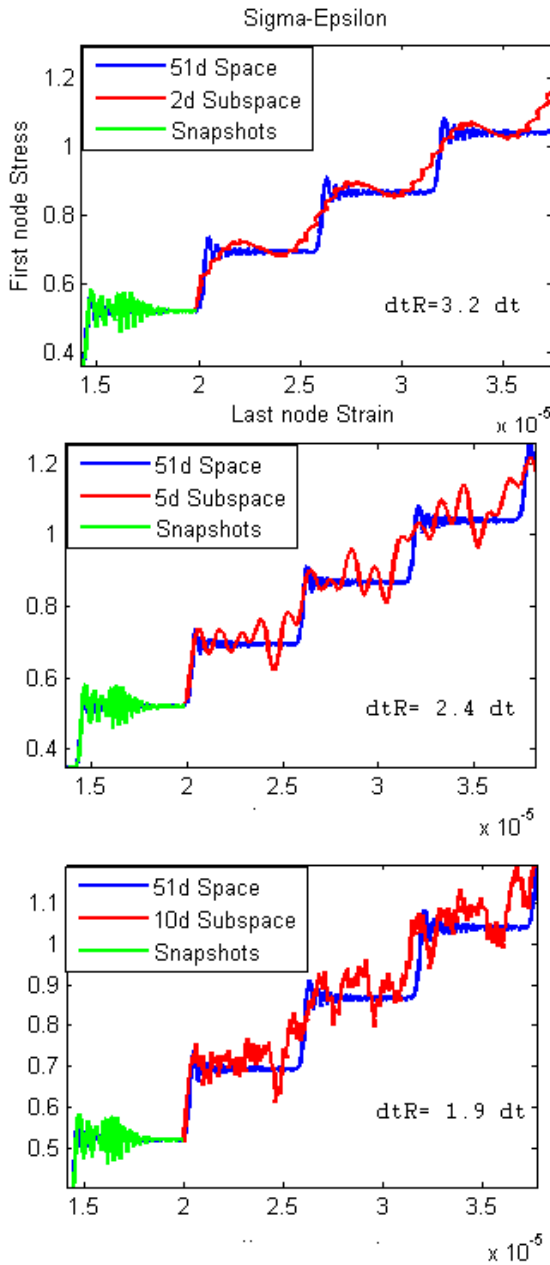 Sigma-Epsilon
51d Space
2d Subspace
Snapshots
First node Stress
1.2
1
0.8
0.6
0.4
dtR=3.2 dt
1.5 2 2.5 3 3.5
Last node Strain
x 10^-5
51d Space
5d Subspace
Snapshots
1.2
1
0.8
0.6
0.4
dtR= 2.4 dt
1.5 2 2.5 3 3.5
x 10^-5
51d Space
10d Subspace
Snapshots
1.1
1
0.9
0.8
0.7
0.6
0.5
dtR= 1.9 dt
1.5 2 2.5 3 3.5
x 10^-5